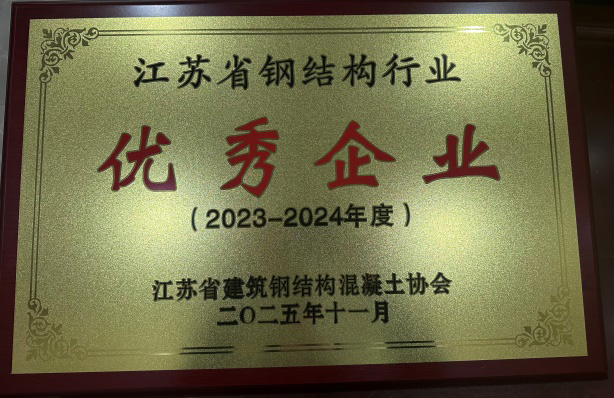 江苏省钢结构行业
优秀企业
（2023-2024年度）
江苏省建筑钢结构混凝土协会
二〇二五年十一月